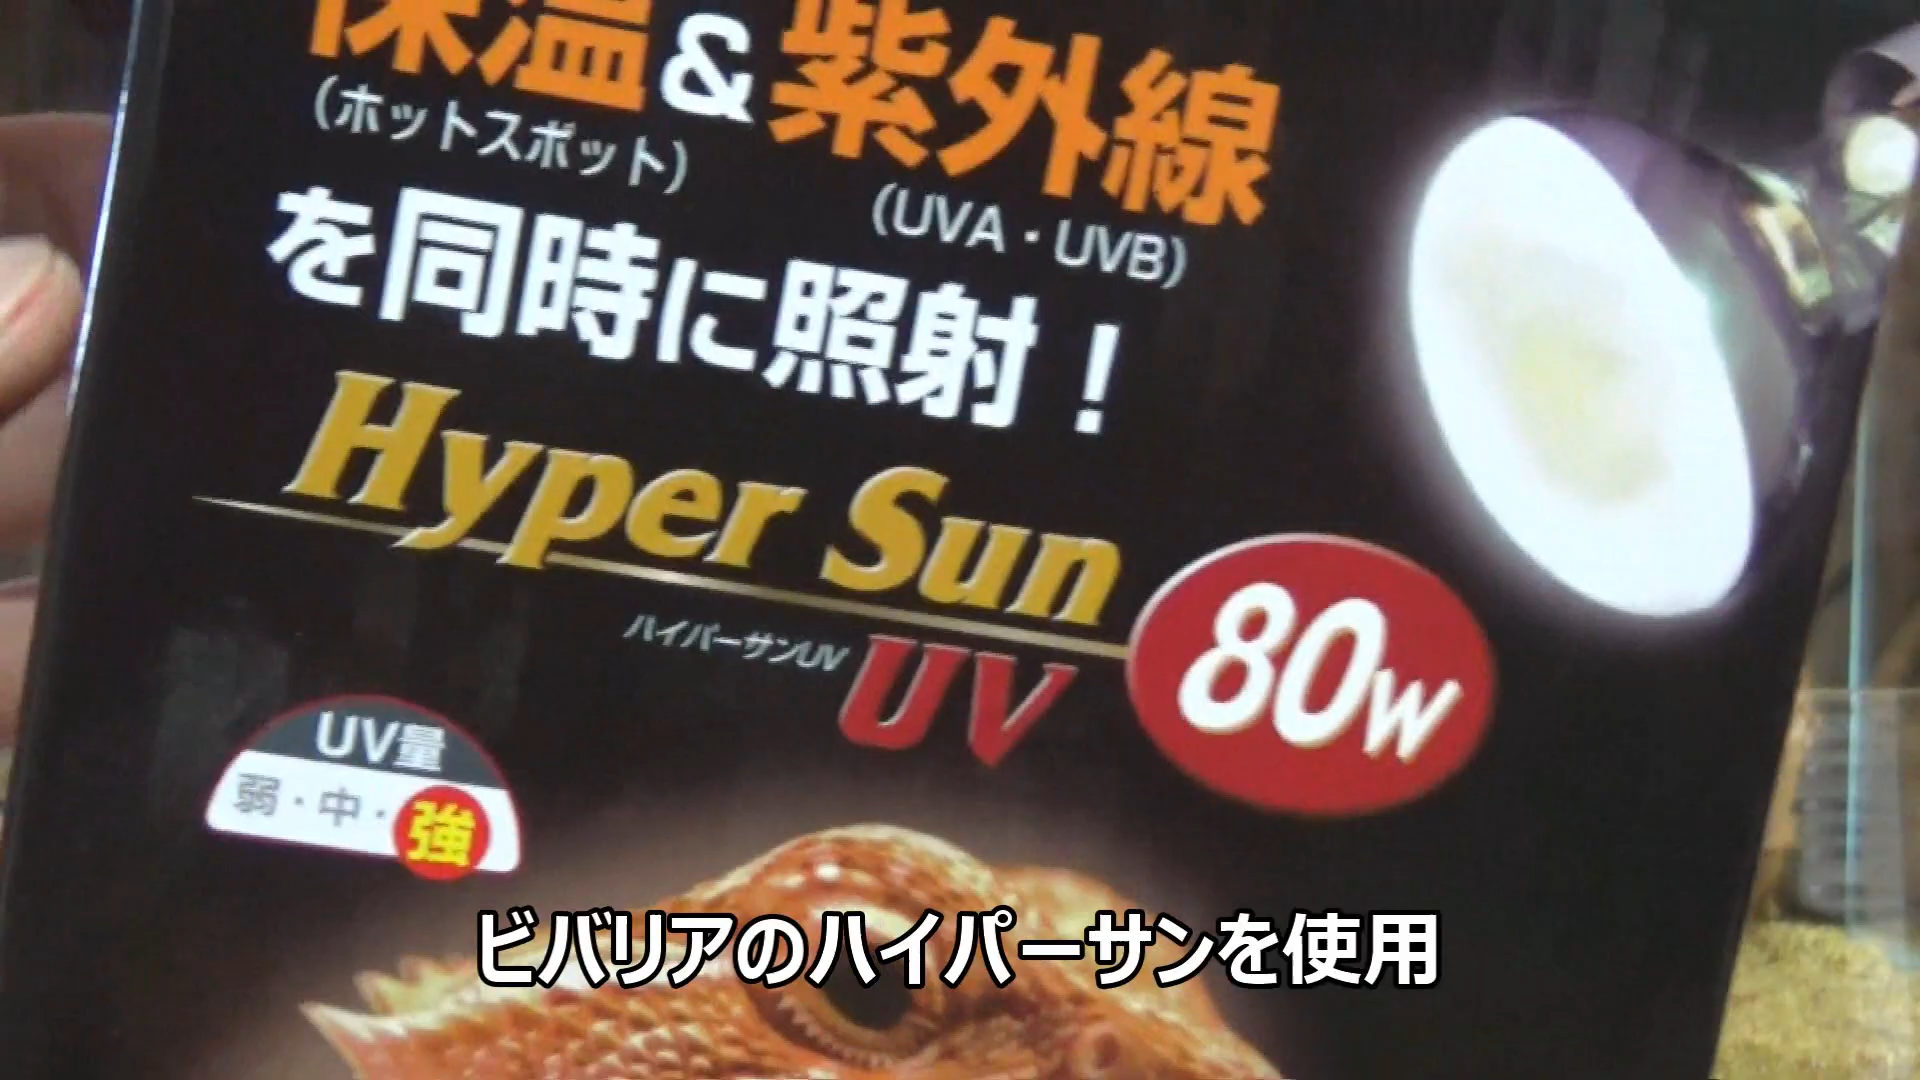 保温&紫外線
(ホットスポット)
(UVA・UVB)
を同時に照射！
Hyper Sun
ハイパーサンUV
UV
80W
UV量
弱・中・強
ビバリアのハイパーサンを使用